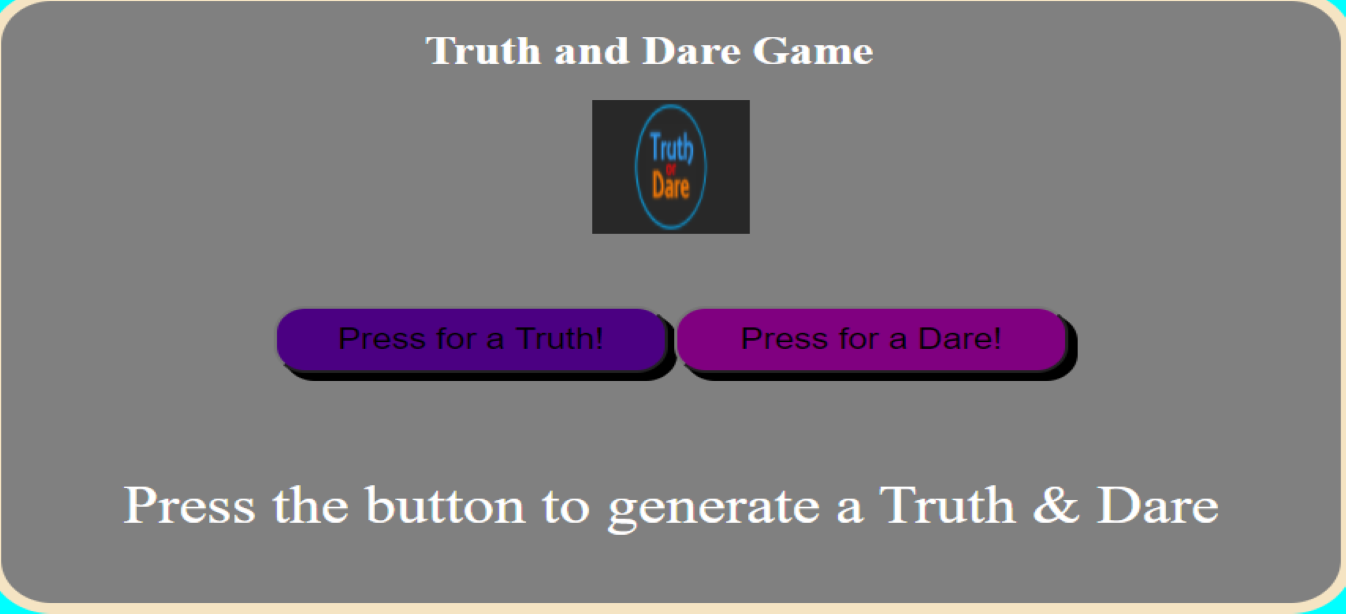 Truth and Dare Game
Truth
or
Dare
Press for a Truth!
Press for a Dare!
Press the button to generate a Truth & Dare